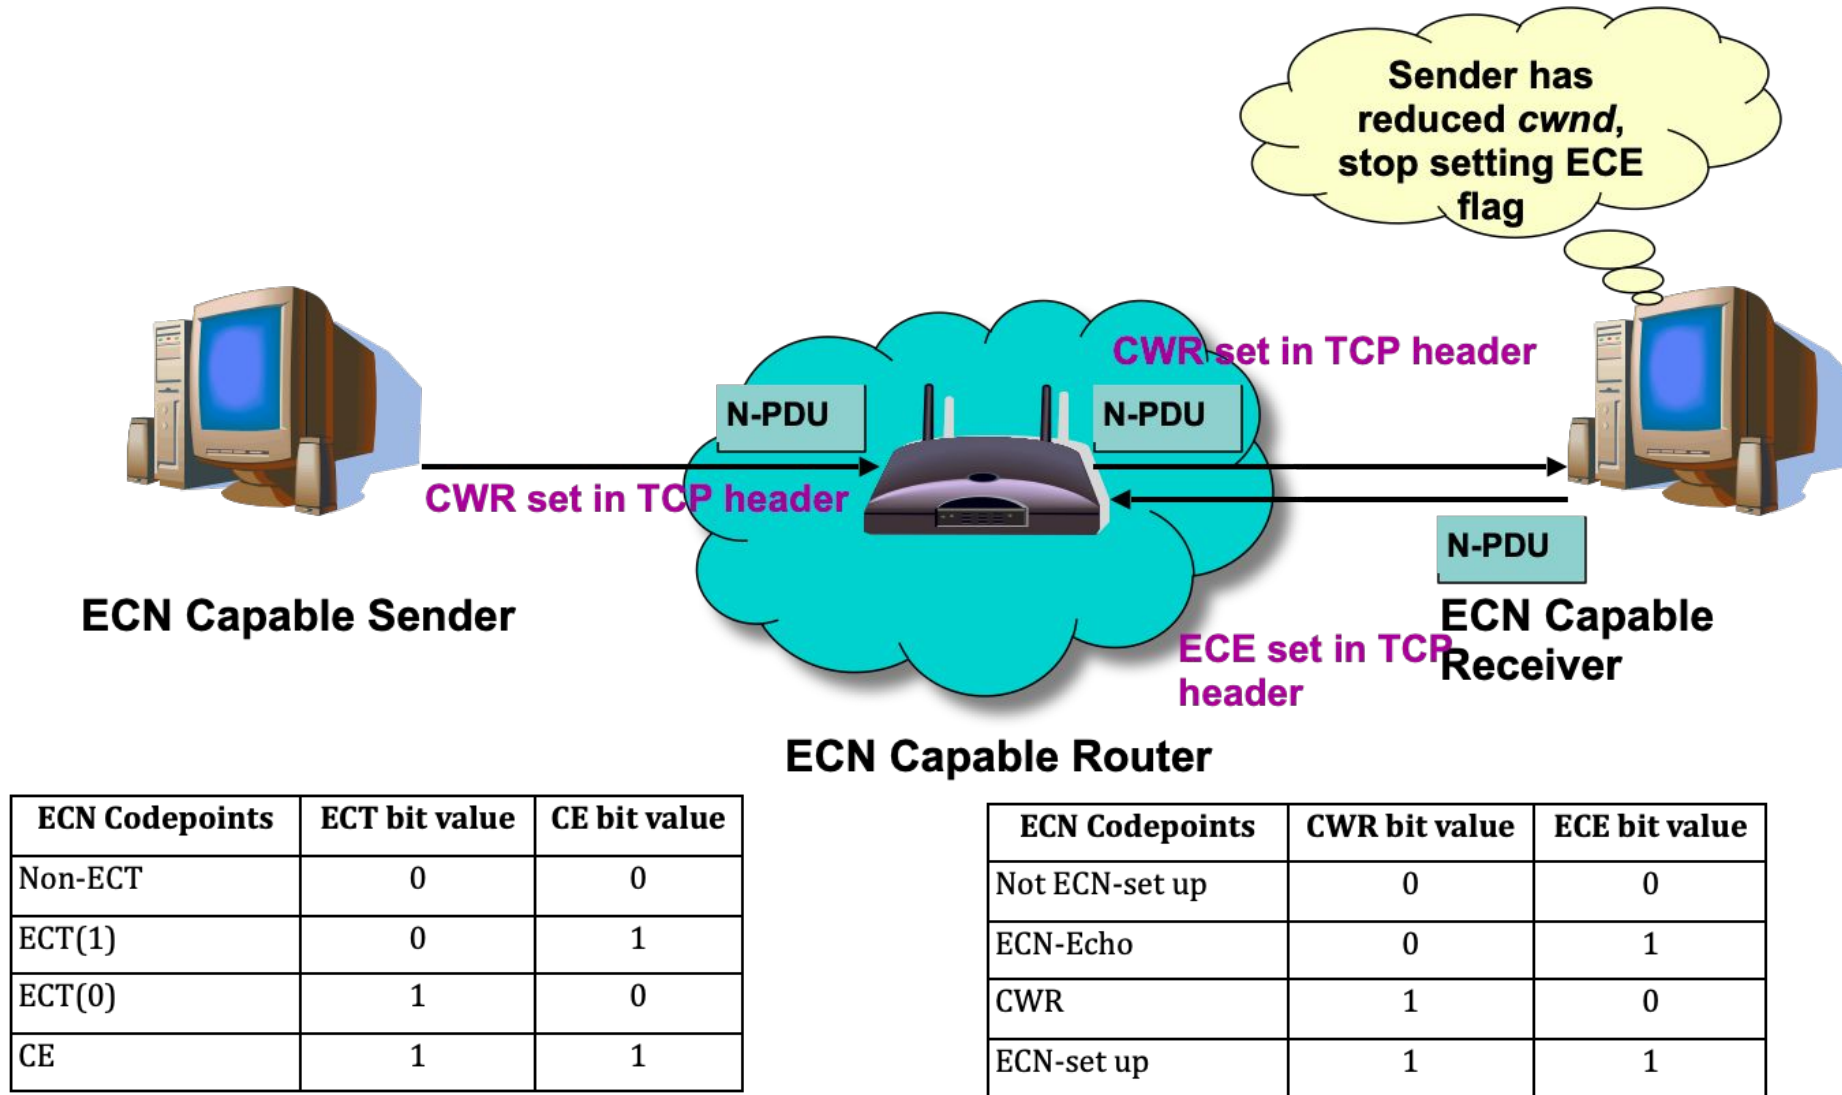 Sender has
reduced cwnd,
stop setting ECE
flag
CWR set in TCP header
N-PDU
N-PDU
CWR set in TCP header
N-PDU
ECN Capable Sender
ECN Capable
Receiver
ECE set in TCP
header
ECN Capable Router
ECN Codepoints ECT bit value CE bit value
Non-ECT 0 0
ECT(1) 0 1
ECT(0) 1 0
CE 1 1
ECN Codepoints CWR bit value ECE bit value
Not ECN-set up 0 0
ECN-Echo 0 1
CWR 1 0
ECN-set up 1 1